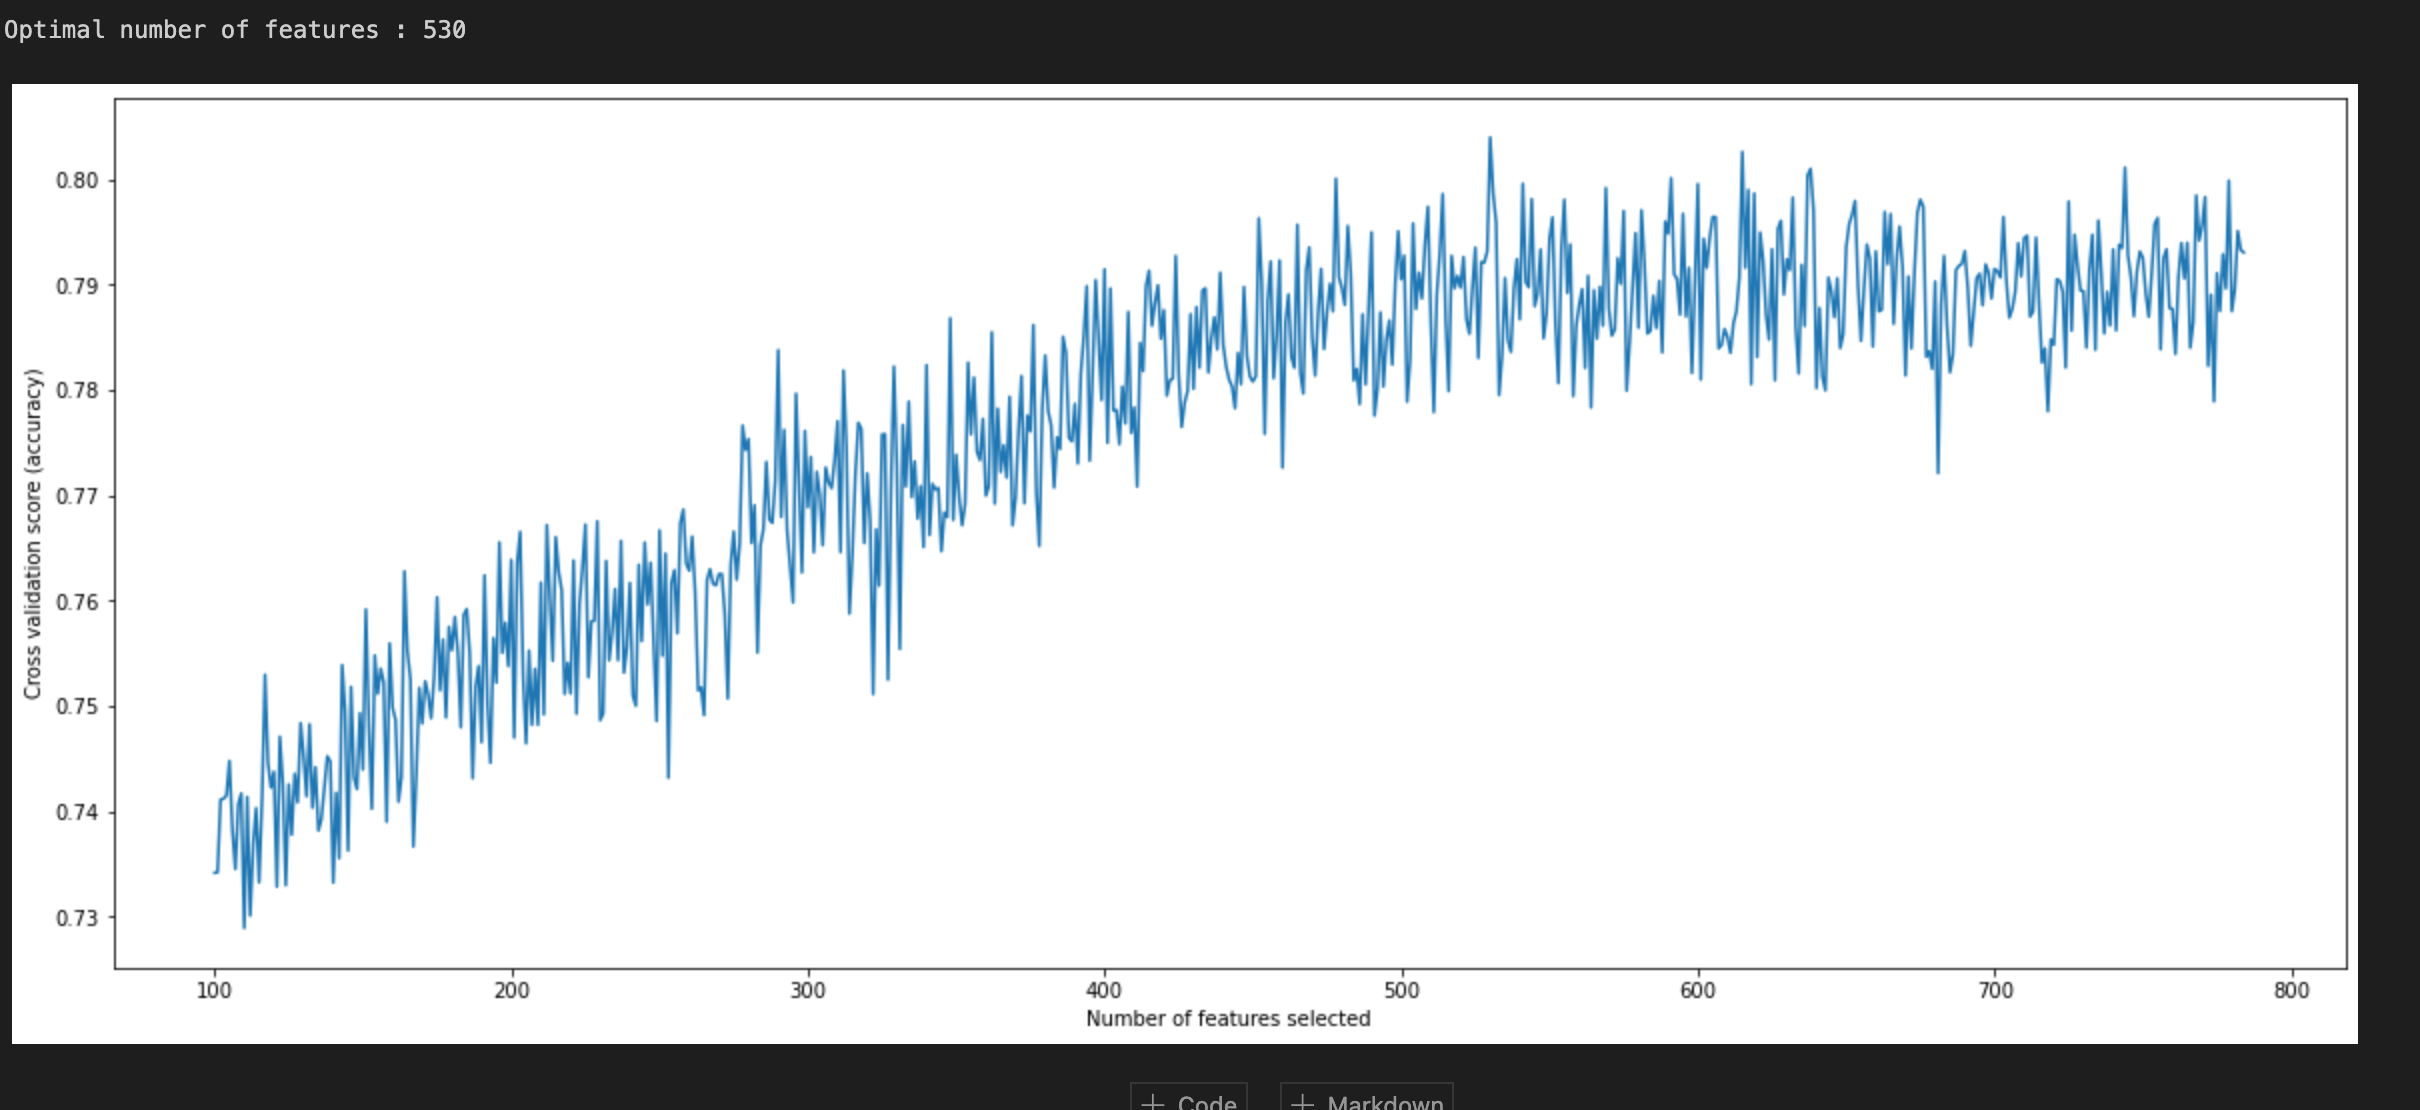 Optimal number of features : 530
0.80
0.79
0.78
0.77
0.76
0.75
0.74
0.73
Cross validation score (accuracy)
100 200 300 400 500 600 700 800
Number of features selected
+ Code + Markdown